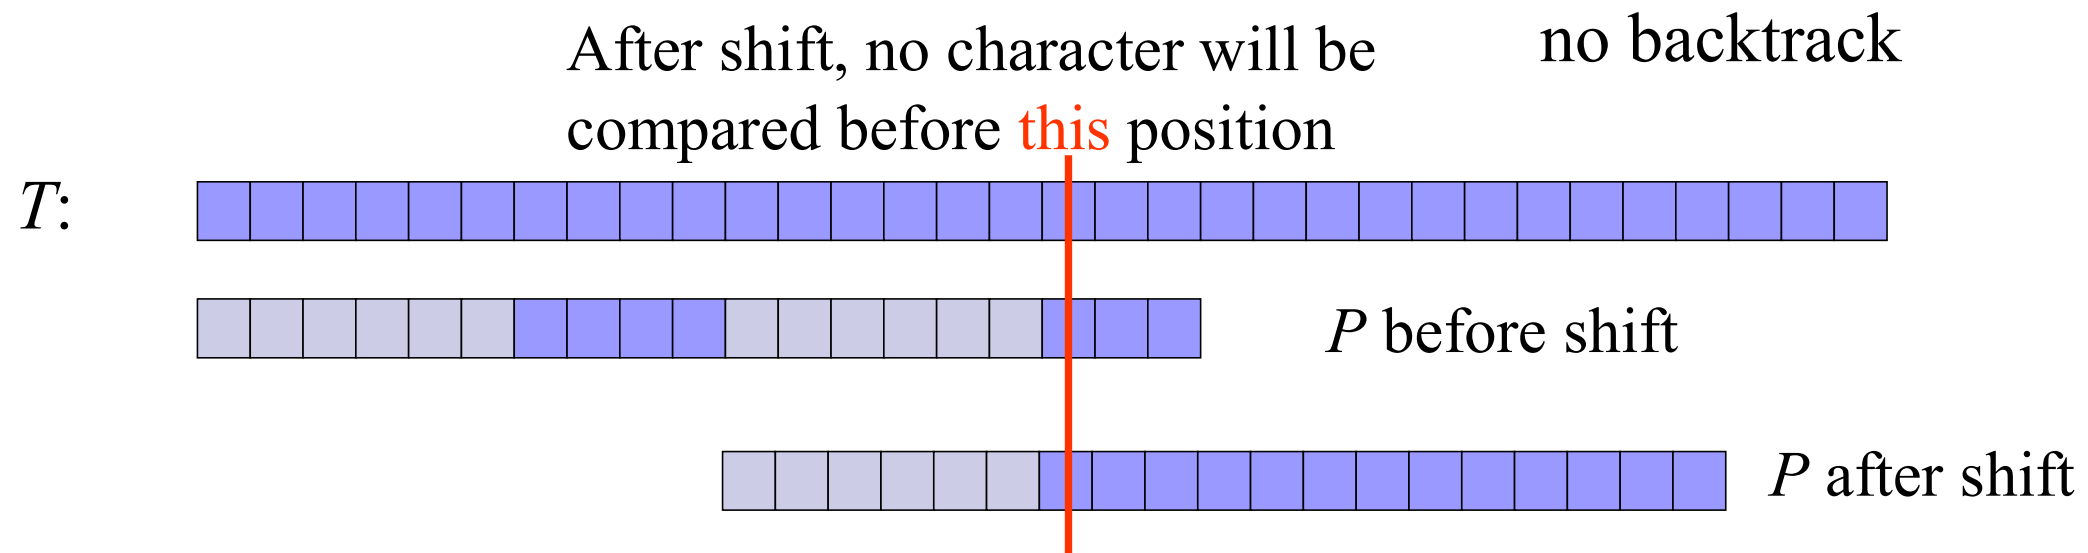 After shift, no character will be
compared before this position
no backtrack
T:
P before shift
P after shift